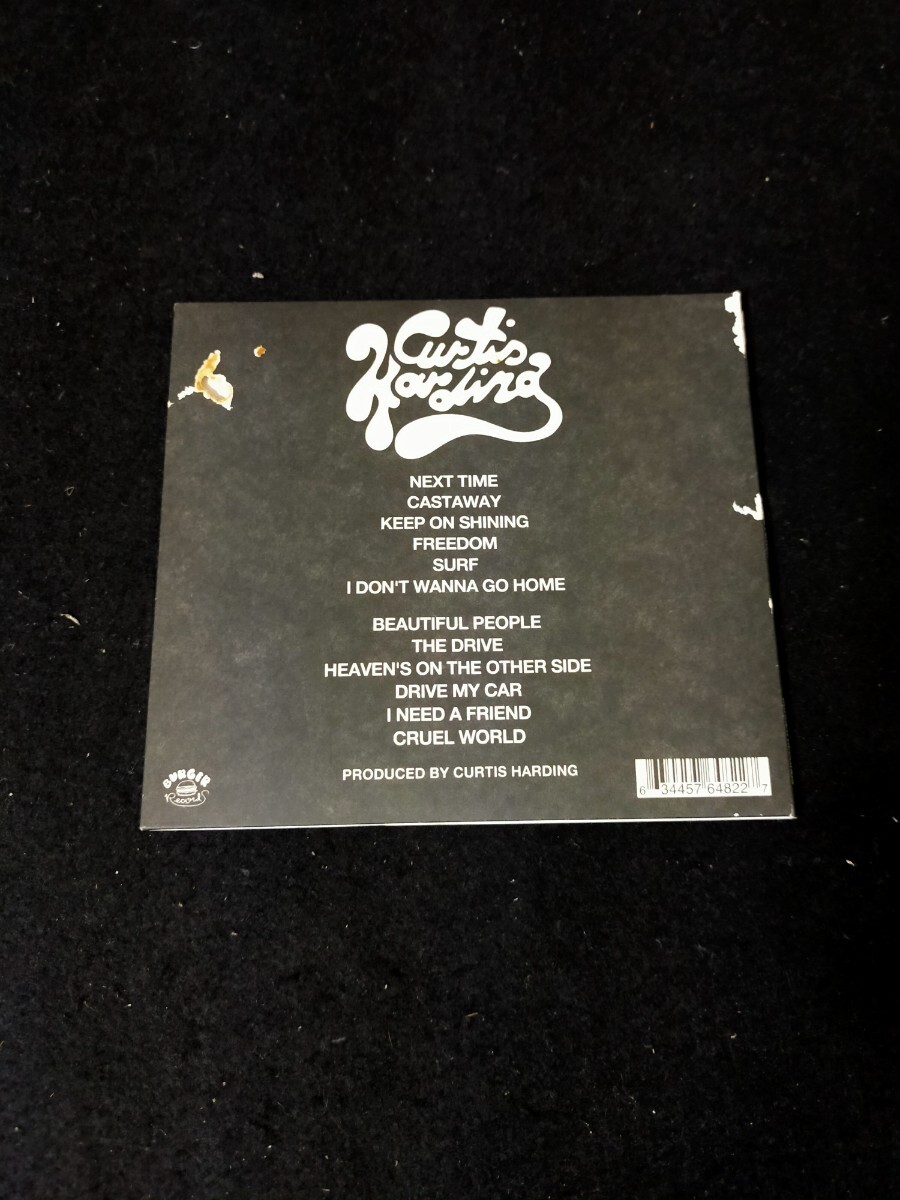 Curtis
Harding
NEXT TIME
CASTAWAY
KEEP ON SHINING
FREEDOM
SURF
I DON'T WANNA GO HOME
BEAUTIFUL PEOPLE
THE DRIVE
HEAVEN'S ON THE OTHER SIDE
DRIVE MY CAR
I NEED A FRIEND
CRUEL WORLD
PRODUCED BY CURTIS HARDING
BURGER
Records
6 34457 64822 7